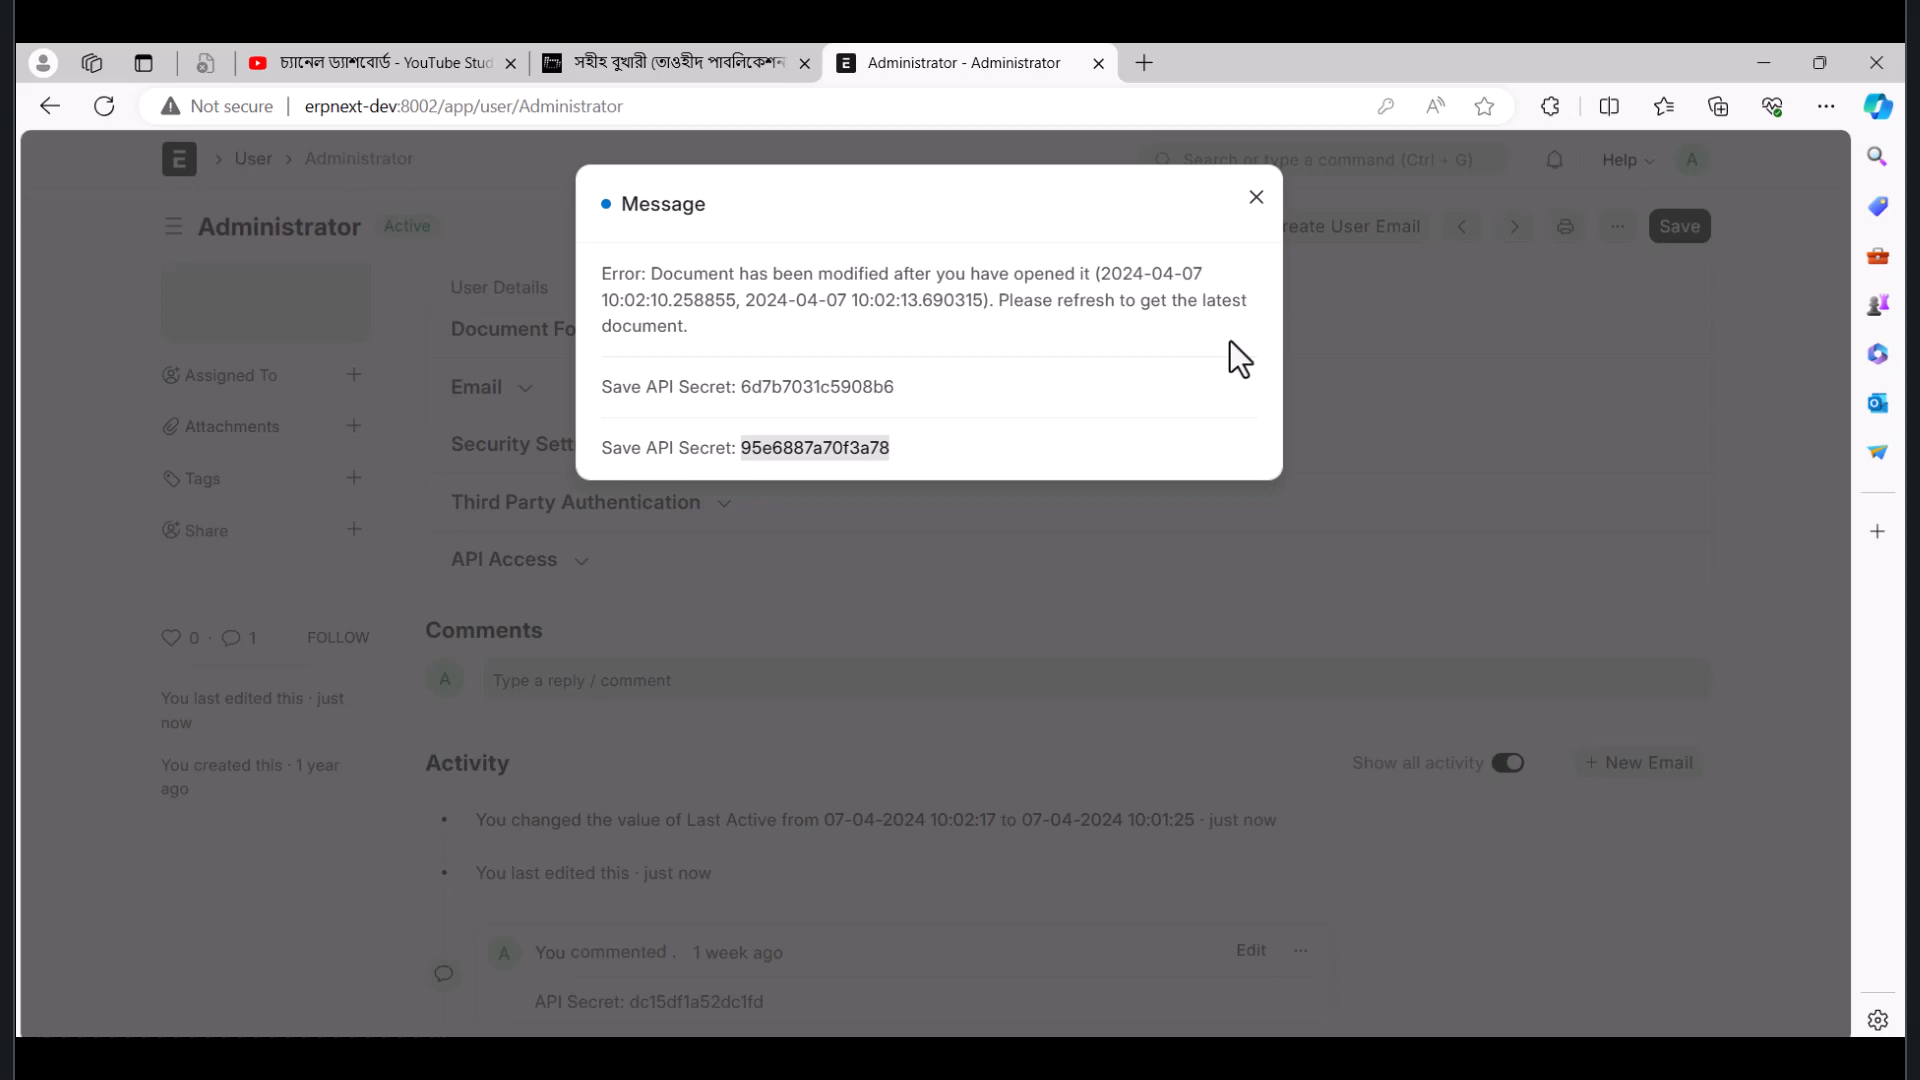 চ্যানেল ড্যাশবোর্ড - YouTube Stud
সহীহ বুখারী (তাওহীদ পাবলিকেশন
Administrator - Administrator
Not secure
erpnext-dev:8002/app/user/Administrator
E
User
Administrator
Search or type a command (Ctrl + G)
Help
A
Administrator
Active
reate User Email
Save
Message
Error: Document has been modified after you have opened it (2024-04-07
10:02:10.258855, 2024-04-07 10:02:13.690315). Please refresh to get the latest
document.
Save API Secret: 6d7b7031c5908b6
Save API Secret: 95e6887a70f3a78
User Details
Document Fo
Email
Security Sett
Third Party Authentication
API Access
Assigned To
Attachments
Tags
Share
0 · 1
FOLLOW
You last edited this · just
now
You created this · 1 year
ago
Comments
A
Type a reply / comment
Activity
Show all activity
+ New Email
You changed the value of Last Active from 07-04-2024 10:02:17 to 07-04-2024 10:01:25 · just now
You last edited this · just now
A
You commented . 1 week ago
Edit
API Secret: dc15df1a52dc1fd